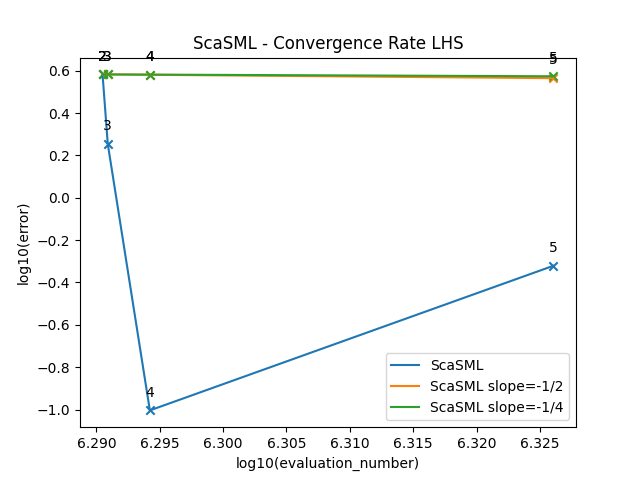 ScaSML - Convergence Rate LHS
2 3 4 5
5
3
4
5
0.6
0.4
0.2
0.0
−0.2
−0.4
−0.6
−0.8
−1.0
log10(error)
ScaSML
ScaSML slope=-1/2
ScaSML slope=-1/4
6.290 6.295 6.300 6.305 6.310 6.315 6.320 6.325
log10(evaluation_number)